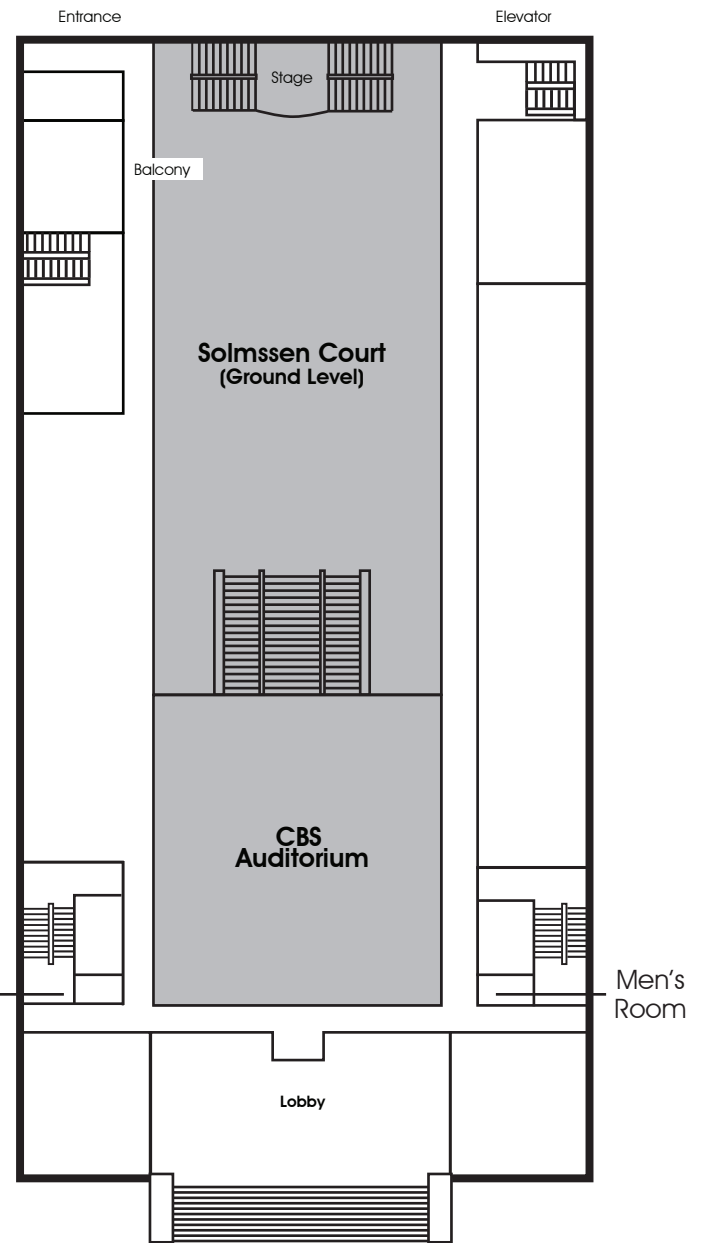 Entrance
Elevator
Stage
Balcony
Solmssen Court
(Ground Level)
CBS
Auditorium
Men's
Room
Lobby